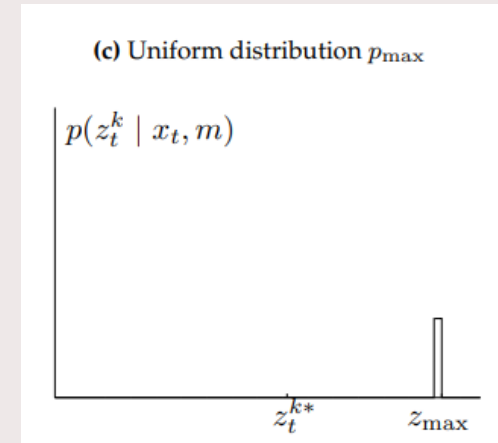 (c) Uniform distribution p_max
p(z_t^k | x_t, m)
z_t^{k*} z_max